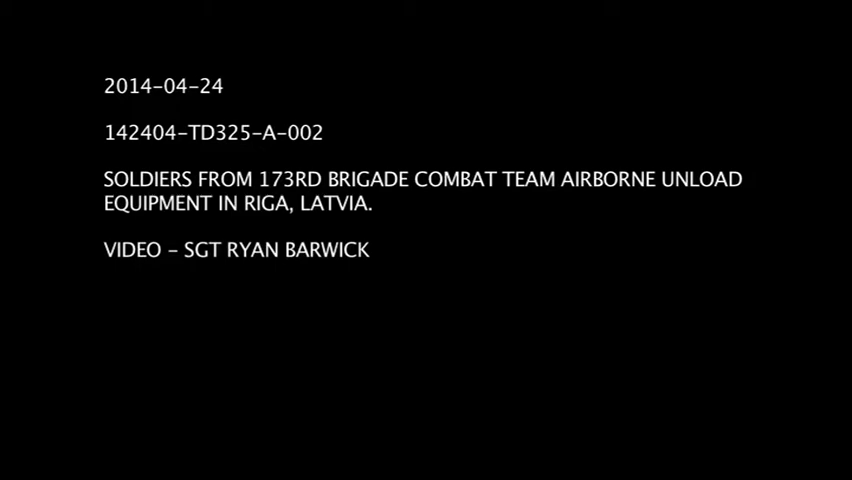 2014-04-24
142404-TD325-A-002
SOLDIERS FROM 173RD BRIGADE COMBAT TEAM AIRBORNE UNLOAD
EQUIPMENT IN RIGA, LATVIA.
VIDEO - SGT RYAN BARWICK